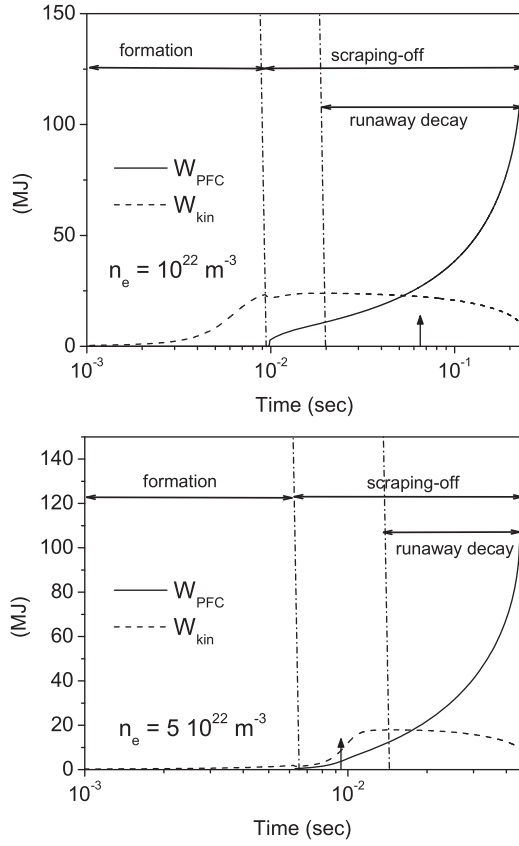 150
formation
scraping-off
100
runaway decay
(MJ)
W_PFC
W_kin
50
n_e = 10^22 m^-3
0
10^-3
10^-2
10^-1
Time (sec)
140
formation
scraping-off
120
100
runaway decay
(MJ)
80
W_PFC
60
W_kin
40
n_e = 5 10^22 m^-3
20
0
10^-3
10^-2
Time (sec)